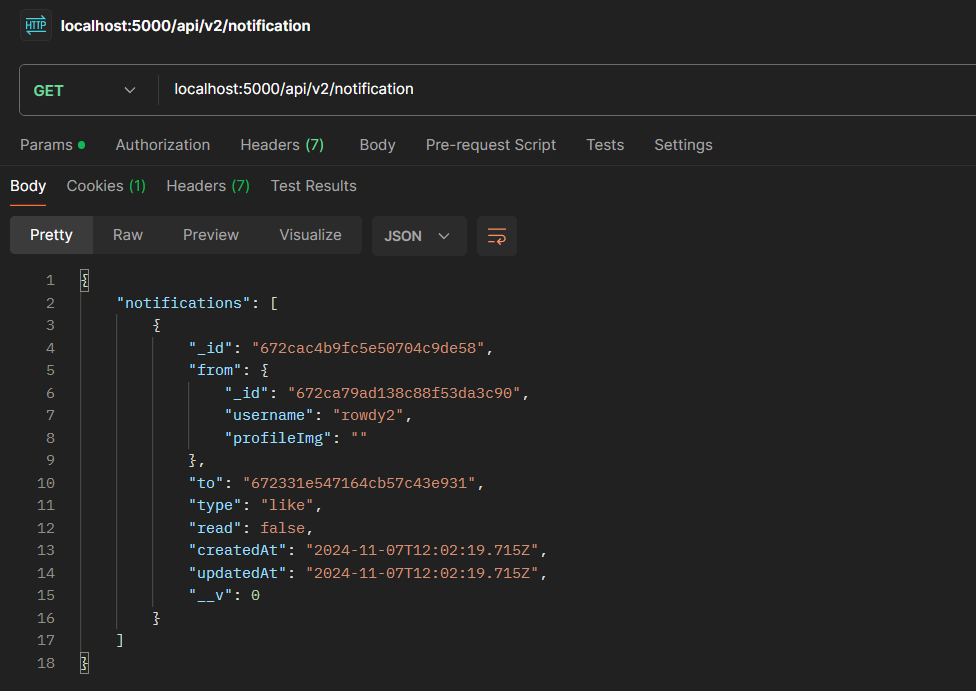 HTTP localhost:5000/api/v2/notification
GET localhost:5000/api/v2/notification
Params Authorization Headers (7) Body Pre-request Script Tests Settings
Body Cookies (1) Headers (7) Test Results
Pretty Raw Preview Visualize JSON
1 {
2 "notifications": [
3 {
4 "_id": "672cac4b9fc5e50704c9de58",
5 "from": {
6 "_id": "672ca79ad138c88f53da3c90",
7 "username": "rowdy2",
8 "profileImg": ""
9 },
10 "to": "672331e547164cb57c43e931",
11 "type": "like",
12 "read": false,
13 "createdAt": "2024-11-07T12:02:19.715Z",
14 "updatedAt": "2024-11-07T12:02:19.715Z",
15 "__v": 0
16 }
17 ]
18 }